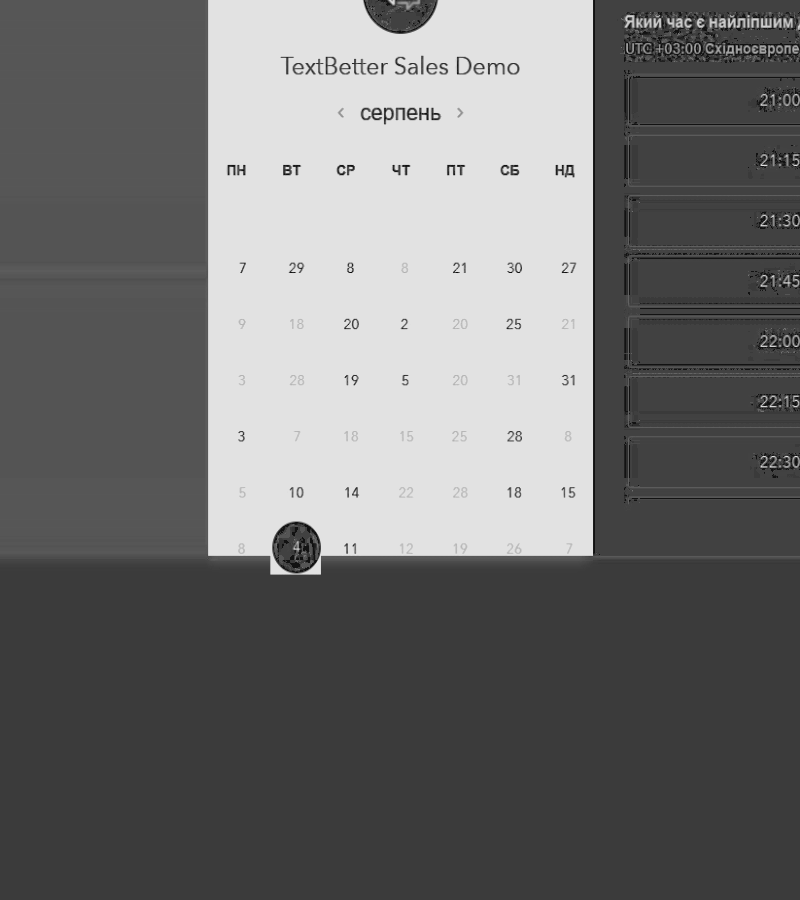 TextBetter Sales Demo
‹ серпень ›
ПН ВТ СР ЧТ ПТ СБ НД
7 29 8 8 21 30 27
9 18 20 2 20 25 21
3 28 19 5 20 31 31
3 7 18 15 25 28 8
5 10 14 22 28 18 15
8 4 11 12 19 26 7
Який час є найліпшим
UTC +03:00 Східноєвропе
21:00
21:15
21:30
21:45
22:00
22:15
22:30